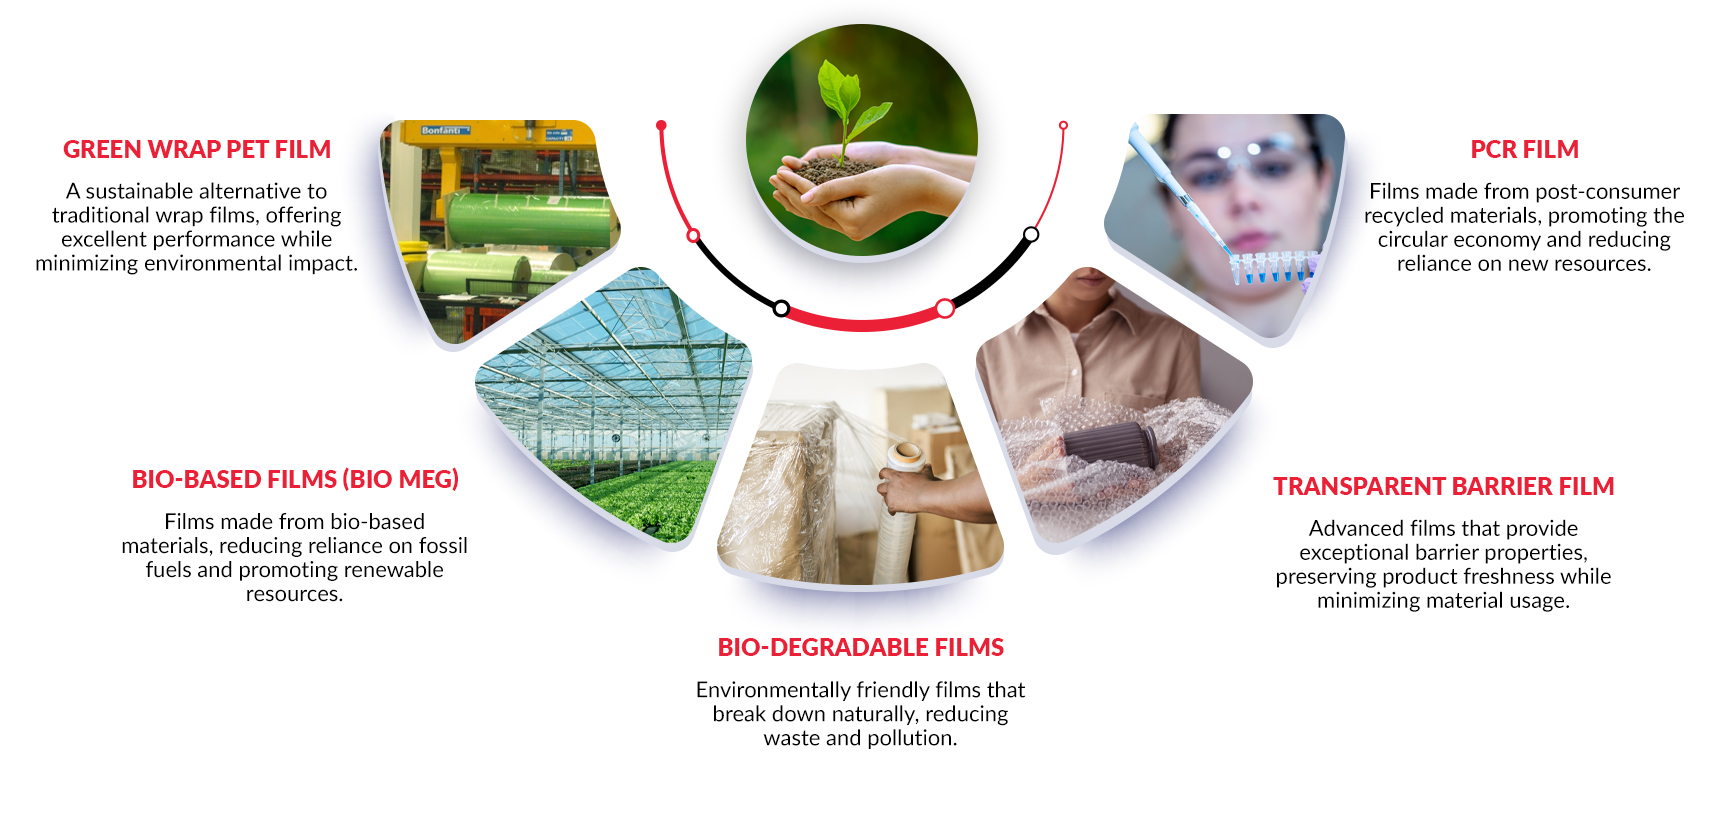 Bonfanti
GREEN WRAP PET FILM
A sustainable alternative to
traditional wrap films, offering
excellent performance while
minimizing environmental impact.
BIO-BASED FILMS (BIO MEG)
Films made from bio-based
materials, reducing reliance on fossil
fuels and promoting renewable
resources.
BIO-DEGRADABLE FILMS
Environmentally friendly films that
break down naturally, reducing
waste and pollution.
TRANSPARENT BARRIER FILM
Advanced films that provide
exceptional barrier properties,
preserving product freshness while
minimizing material usage.
PCR FILM
Films made from post-consumer
recycled materials, promoting the
circular economy and reducing
reliance on new resources.